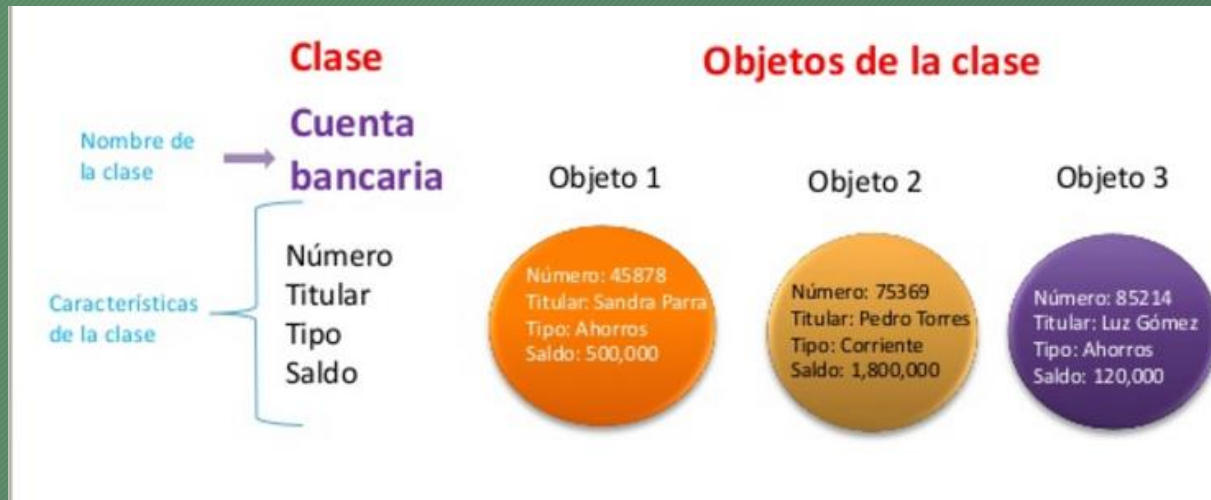 Clase
Objetos de la clase
Nombre de
la clase
Cuenta
bancaria
Objeto 1
Objeto 2
Objeto 3
Características
de la clase
Número
Titular
Tipo
Saldo
Número: 45878
Titular: Sandra Parra
Tipo: Ahorros
Saldo: 500,000
Número: 75369
Titular: Pedro Torres
Tipo: Corriente
Saldo: 1,800,000
Número: 85214
Titular: Luz Gómez
Tipo: Ahorros
Saldo: 120,000